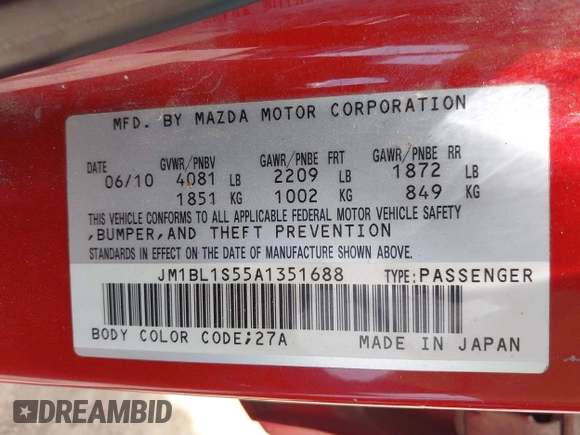 MFD. BY MAZDA MOTOR CORPORATION
DATE GVWR/PNBV GAWR/PNBE FRT GAWR/PNBE RR
06/10 4081 LB 2209 LB 1872 LB
1851 KG 1002 KG 849 KG
THIS VEHICLE CONFORMS TO ALL APPLICABLE FEDERAL MOTOR VEHICLE SAFETY
,BUMPER,AND THEFT PREVENTION
STANDARDS IN EFFECT ON THE DATE OF MANUFACTURE SHOWN ABOVE.
JM1BL1S55A1351688 TYPE:PASSENGER
BODY COLOR CODE;27A MADE IN JAPAN
DREAMBID